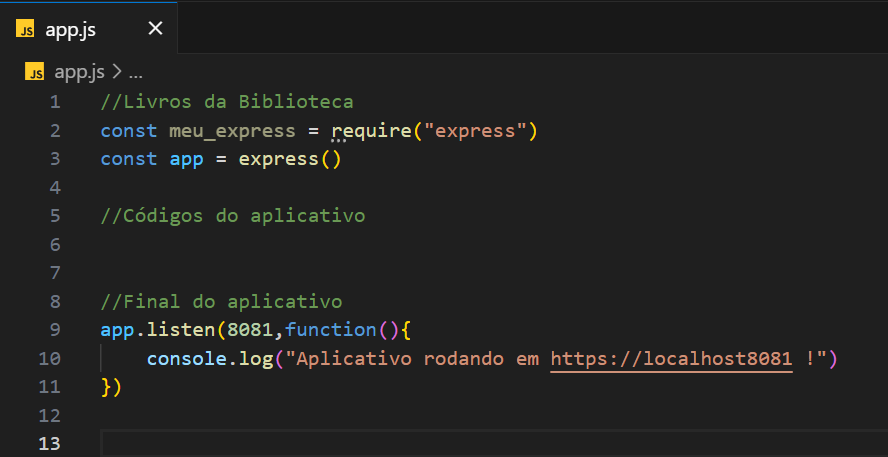 JS app.js ×
JS app.js > ...
1 //Livros da Biblioteca
2 const meu_express = require("express")
3 const app = express()
4
5 //Códigos do aplicativo
6
7
8 //Final do aplicativo
9 app.listen(8081,function(){
10 console.log("Aplicativo rodando em https://localhost8081 !")
11 })
12
13